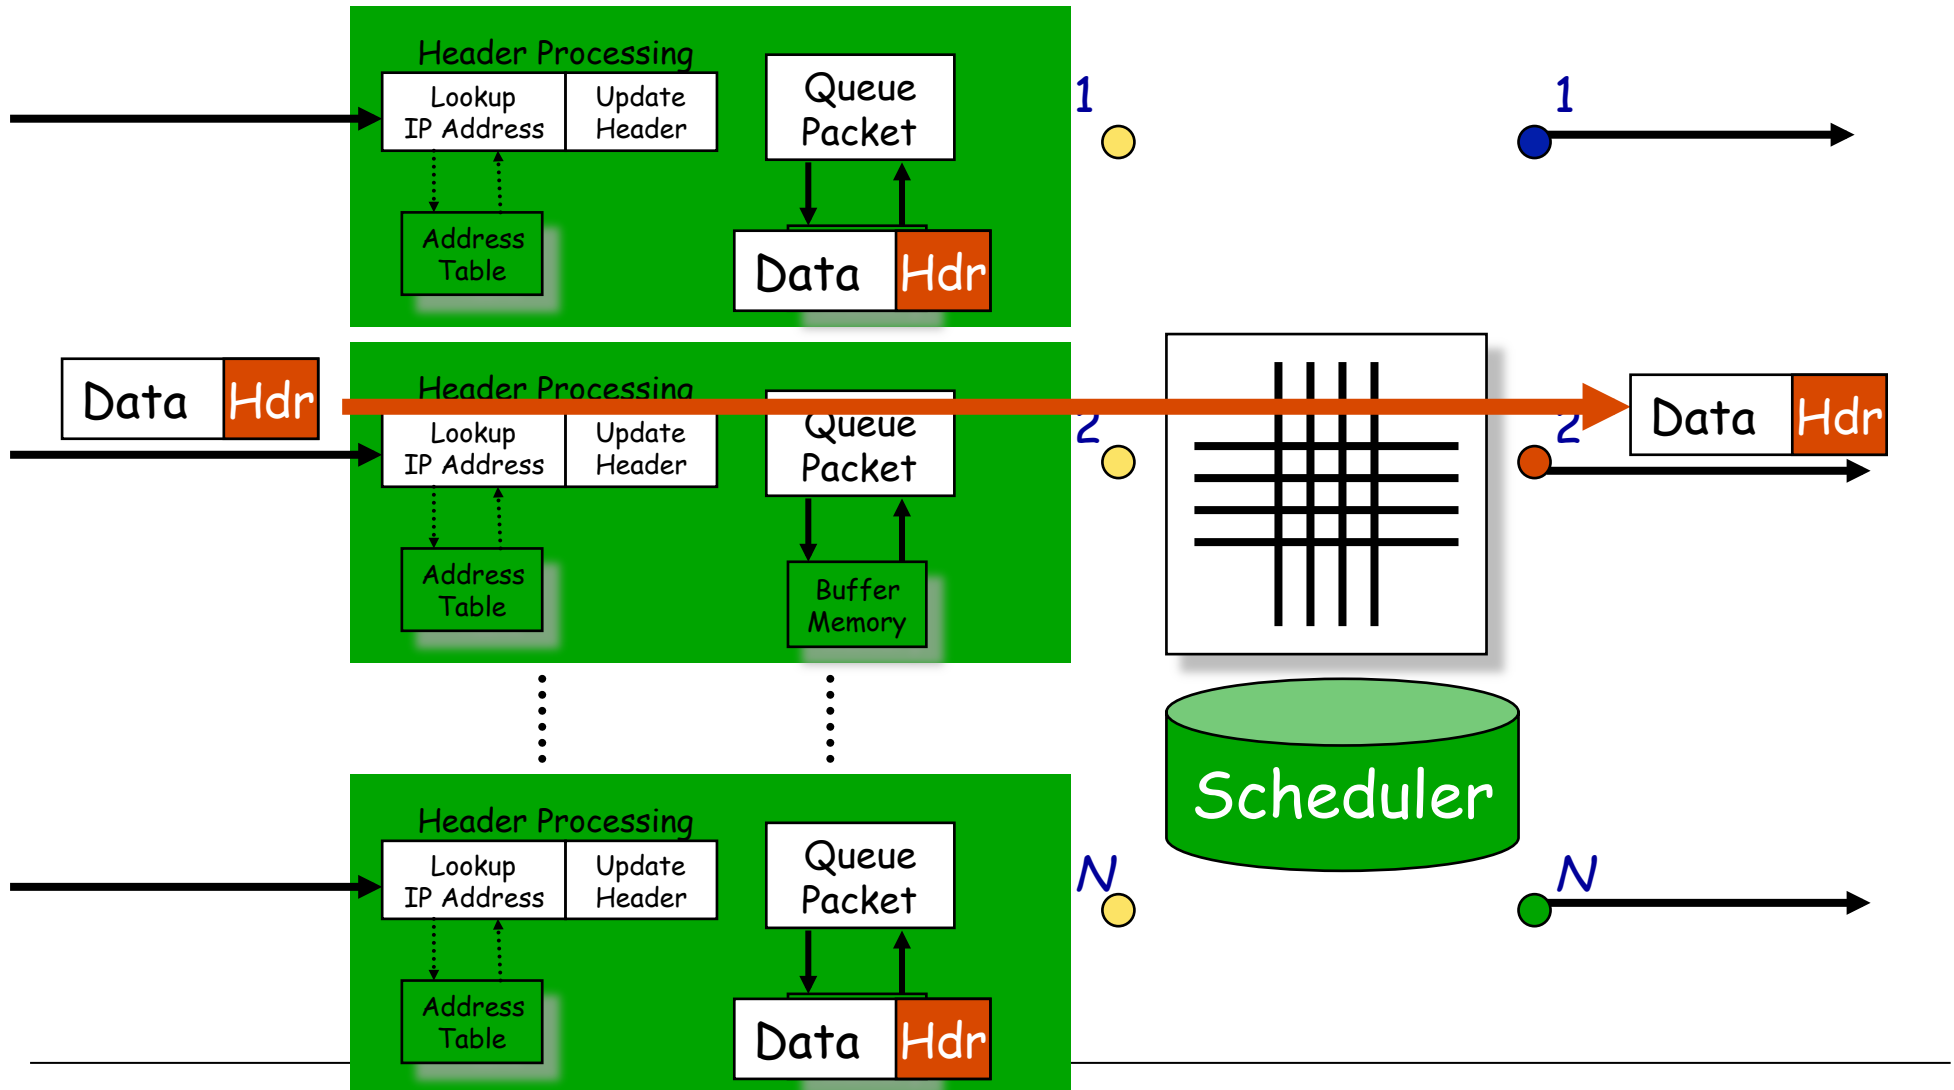 Header Processing
Lookup
IP Address
Update
Header
Queue
Packet
Address
Table
Data Hdr
1
1
Data Hdr
Header Processing
Lookup
IP Address
Update
Header
Queue
Packet
Address
Table
Buffer
Memory
2
2
Data Hdr
Scheduler
Header Processing
Lookup
IP Address
Update
Header
Queue
Packet
Address
Table
Data Hdr
N
N